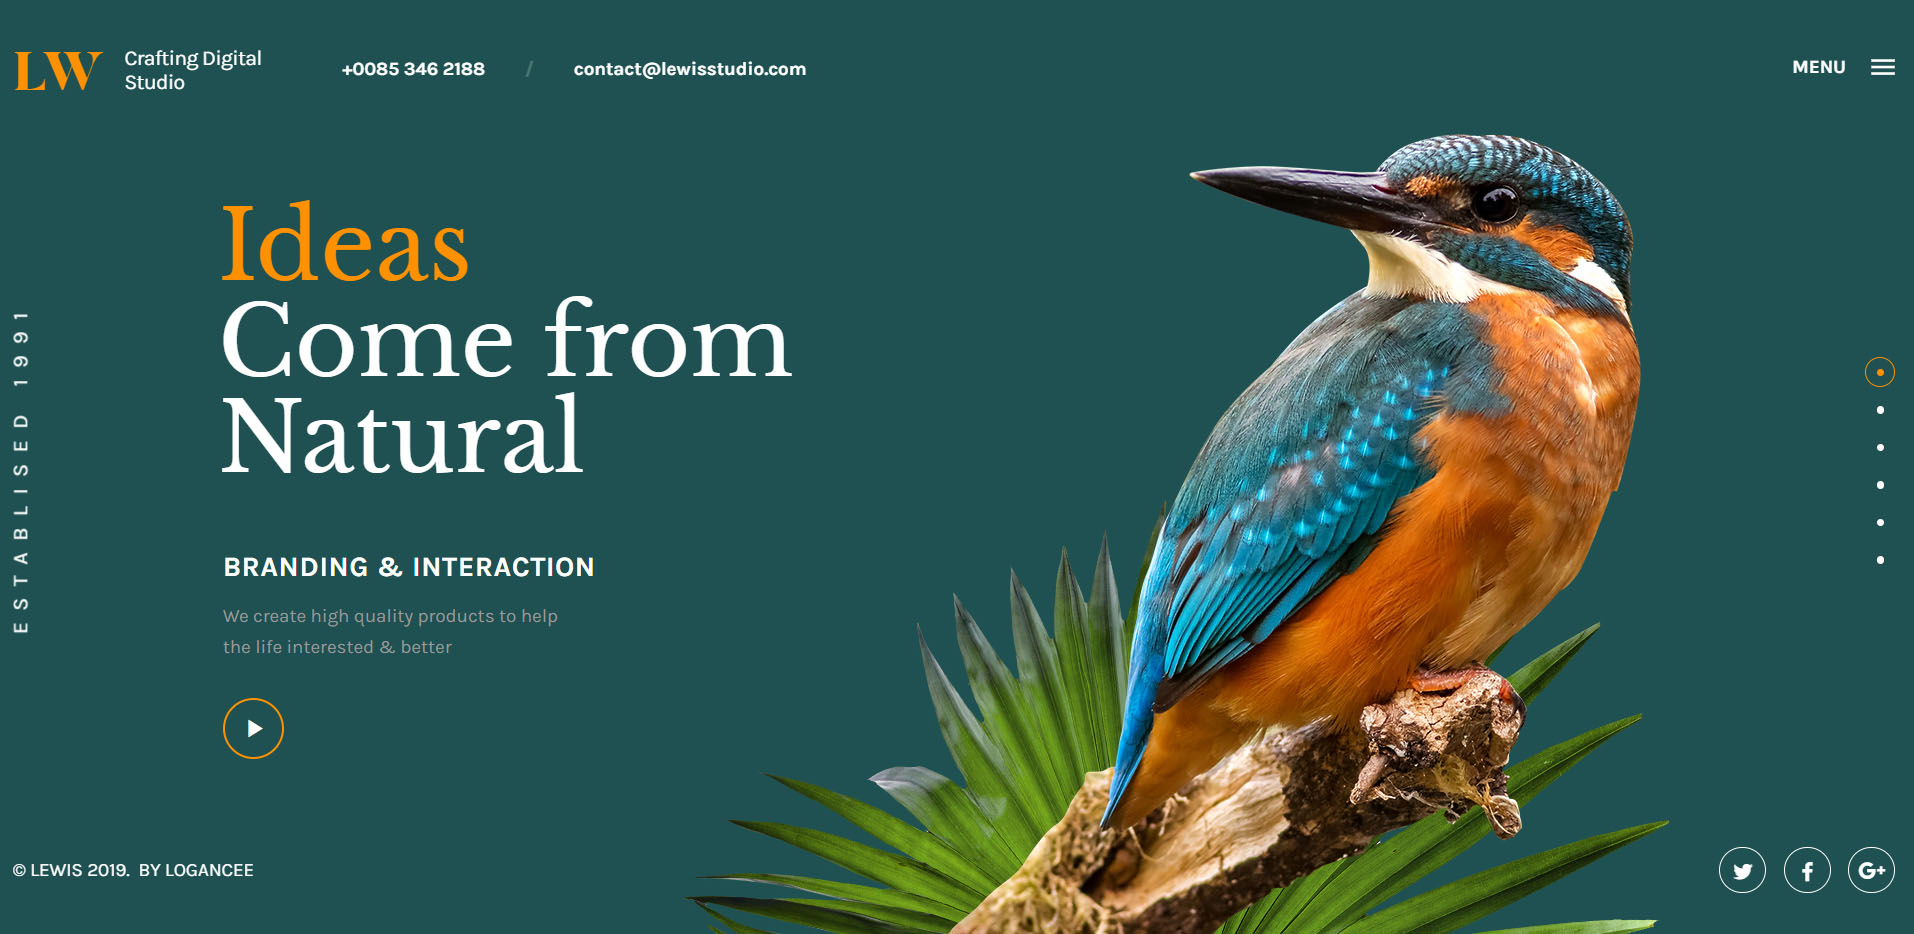 LW
Crafting Digital
Studio
+0085 346 2188 / contact@lewisstudio.com
MENU
Ideas
Come from
Natural
ESTABLISED 1991
BRANDING & INTERACTION
We create high quality products to help
the life interested & better
© LEWIS 2019. BY LOGANCEE
G+